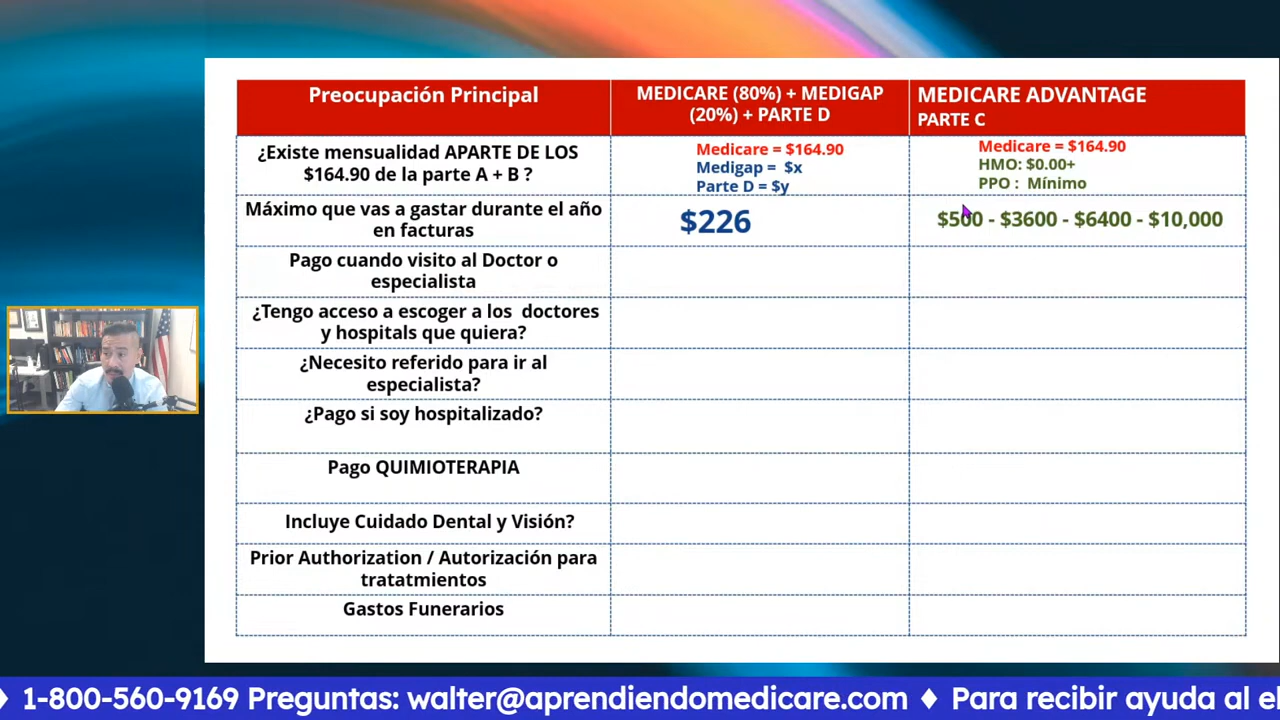 Preocupación Principal
MEDICARE (80%) + MEDIGAP
(20%) + PARTE D
MEDICARE ADVANTAGE
PARTE C
¿Existe mensualidad APARTE DE LOS
$164.90 de la parte A + B ?
Medicare = $164.90
Medigap = $x
Parte D = $y
Medicare = $164.90
HMO: $0.00+
PPO : Mínimo
Máximo que vas a gastar durante el año
en facturas
$226
$500 - $3600 - $6400 - $10,000
Pago cuando visito al Doctor o
especialista
¿Tengo acceso a escoger a los doctores
y hospitals que quiera?
¿Necesito referido para ir al
especialista?
¿Pago si soy hospitalizado?
Pago QUIMIOTERAPIA
Incluye Cuidado Dental y Visión?
Prior Authorization / Autorización para
tratatmientos
Gastos Funerarios
♦ 1-800-560-9169 Preguntas: walter@aprendiendomedicare.com ♦ Para recibir ayuda al